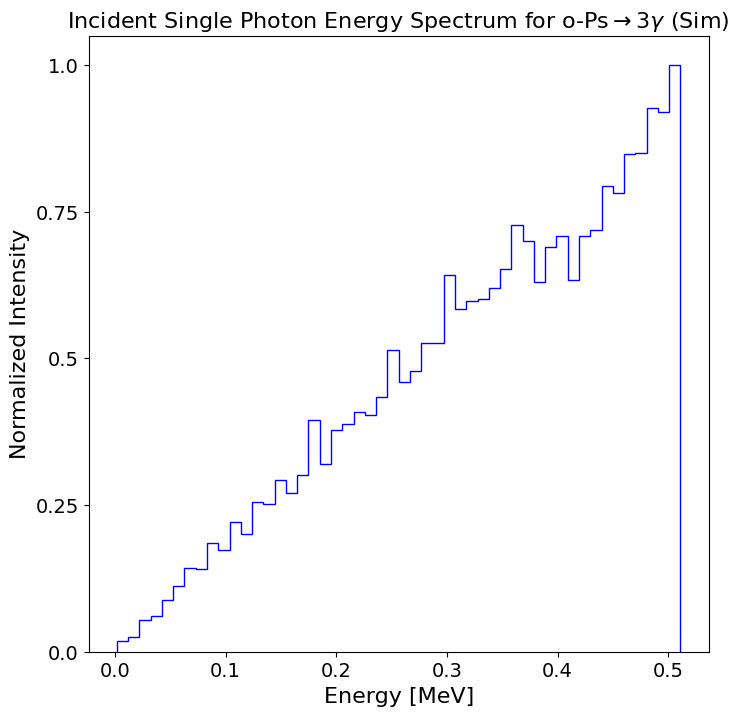 Incident Single Photon Energy Spectrum for o-Ps→3γ (Sim)
Normalized Intensity
1.0
0.75
0.5
0.25
0.0
0.0 0.1 0.2 0.3 0.4 0.5
Energy [MeV]